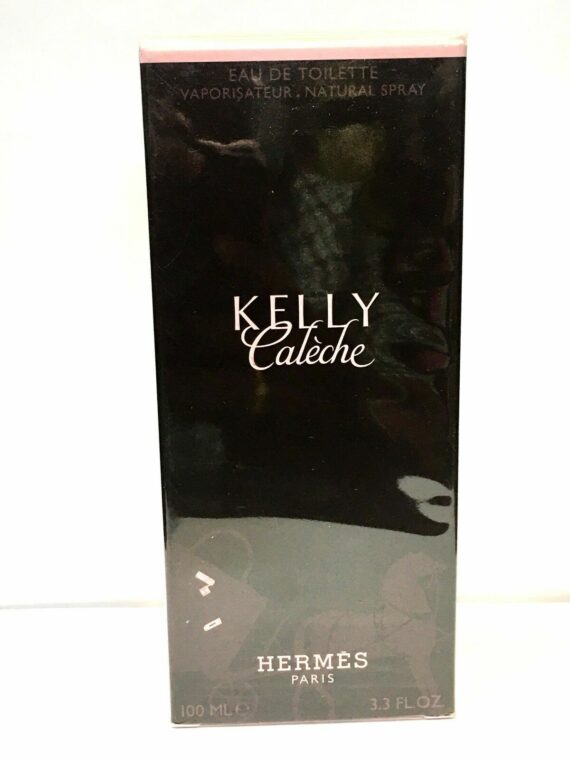 EAU DE TOILETTE
VAPORISATEUR . NATURAL SPRAY
KELLY
Calèche
HERMÈS
PARIS
100 ML ℮ 3.3 FL.OZ